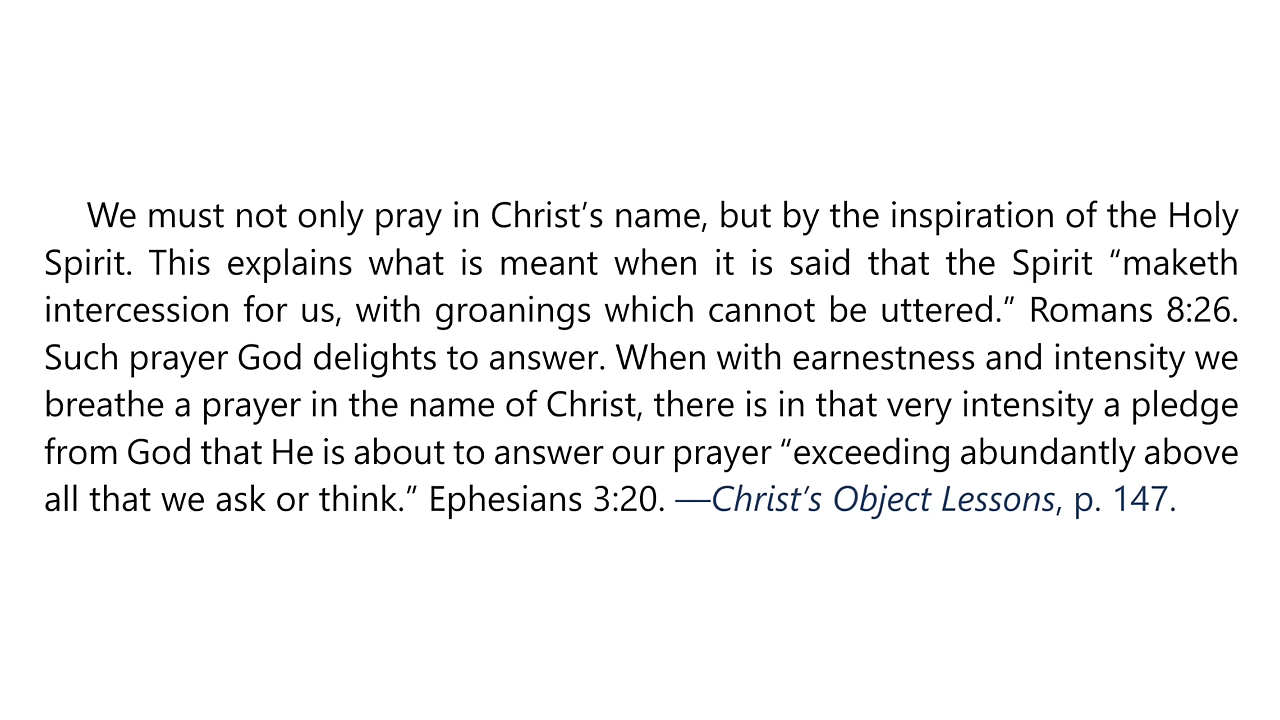 We must not only pray in Christ’s name, but by the inspiration of the Holy
Spirit. This explains what is meant when it is said that the Spirit “maketh
intercession for us, with groanings which cannot be uttered.” Romans 8:26.
Such prayer God delights to answer. When with earnestness and intensity we
breathe a prayer in the name of Christ, there is in that very intensity a pledge
from God that He is about to answer our prayer “exceeding abundantly above
all that we ask or think.” Ephesians 3:20. —Christ’s Object Lessons, p. 147.